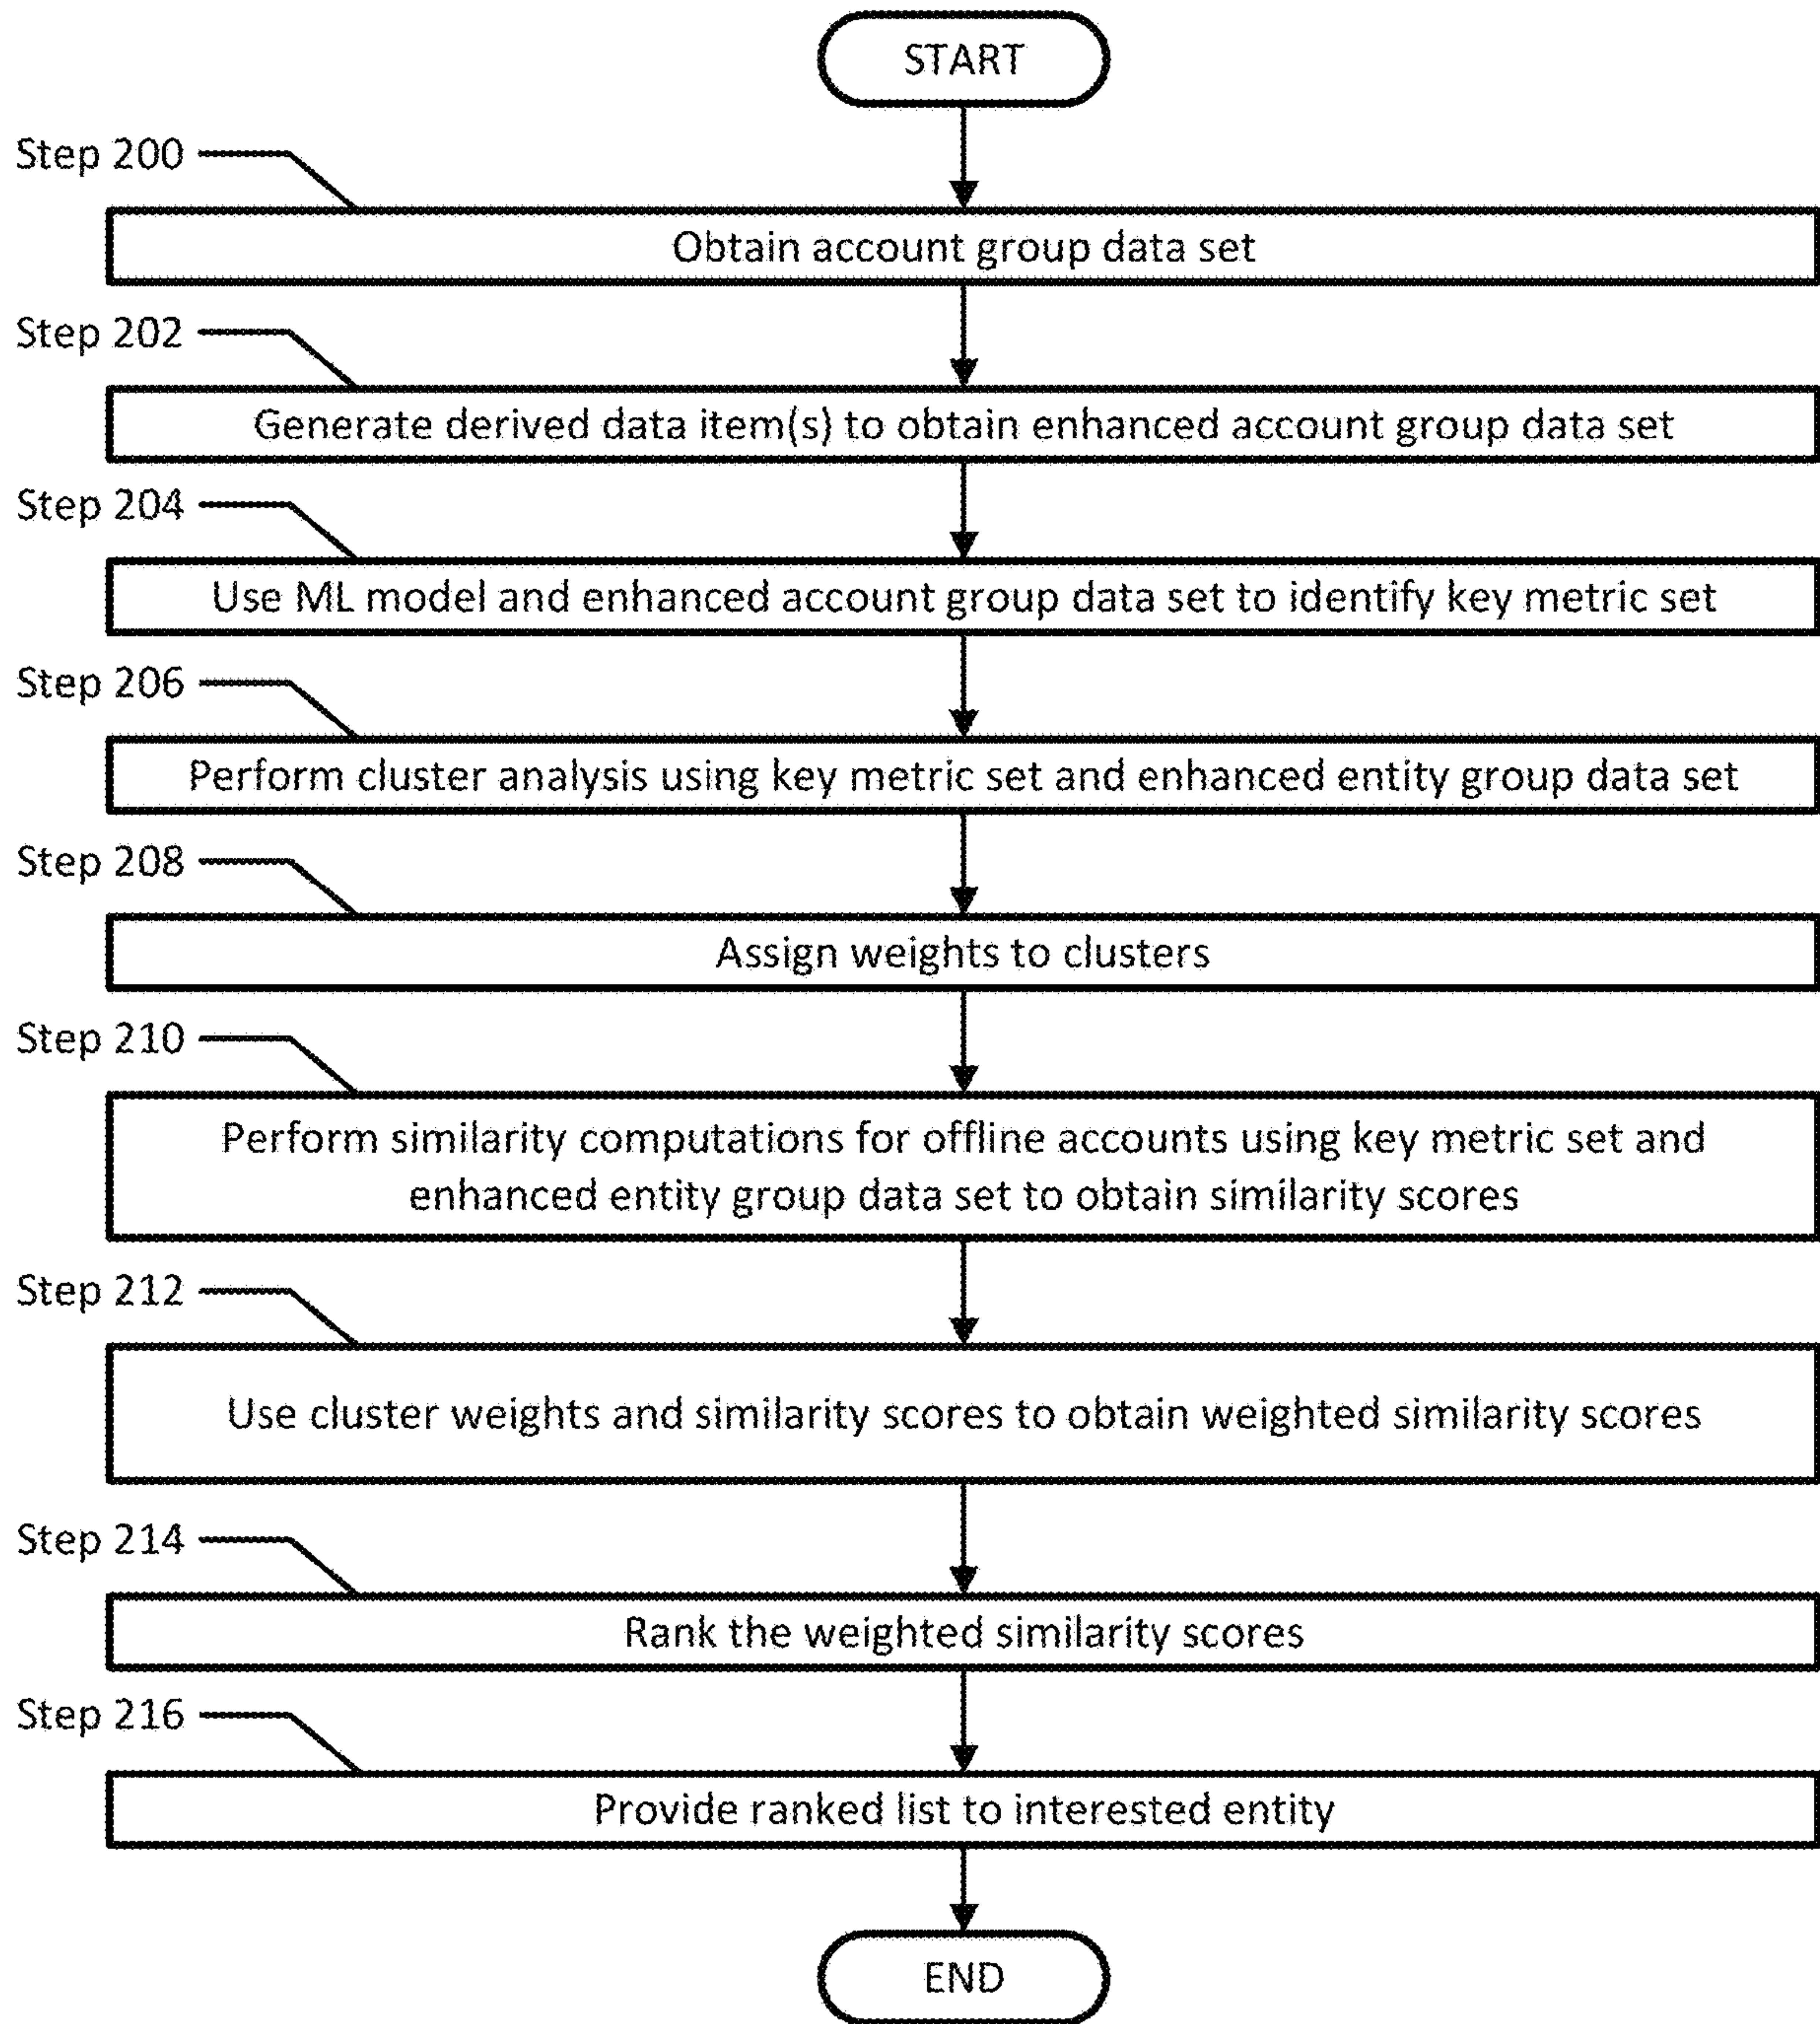 START
Step 200
Obtain account group data set
Step 202
Generate derived data item(s) to obtain enhanced account group data set
Step 204
Use ML model and enhanced account group data set to identify key metric set
Step 206
Perform cluster analysis using key metric set and enhanced entity group data set
Step 208
Assign weights to clusters
Step 210
Perform similarity computations for offline accounts using key metric set and
enhanced entity group data set to obtain similarity scores
Step 212
Use cluster weights and similarity scores to obtain weighted similarity scores
Step 214
Rank the weighted similarity scores
Step 216
Provide ranked list to interested entity
END